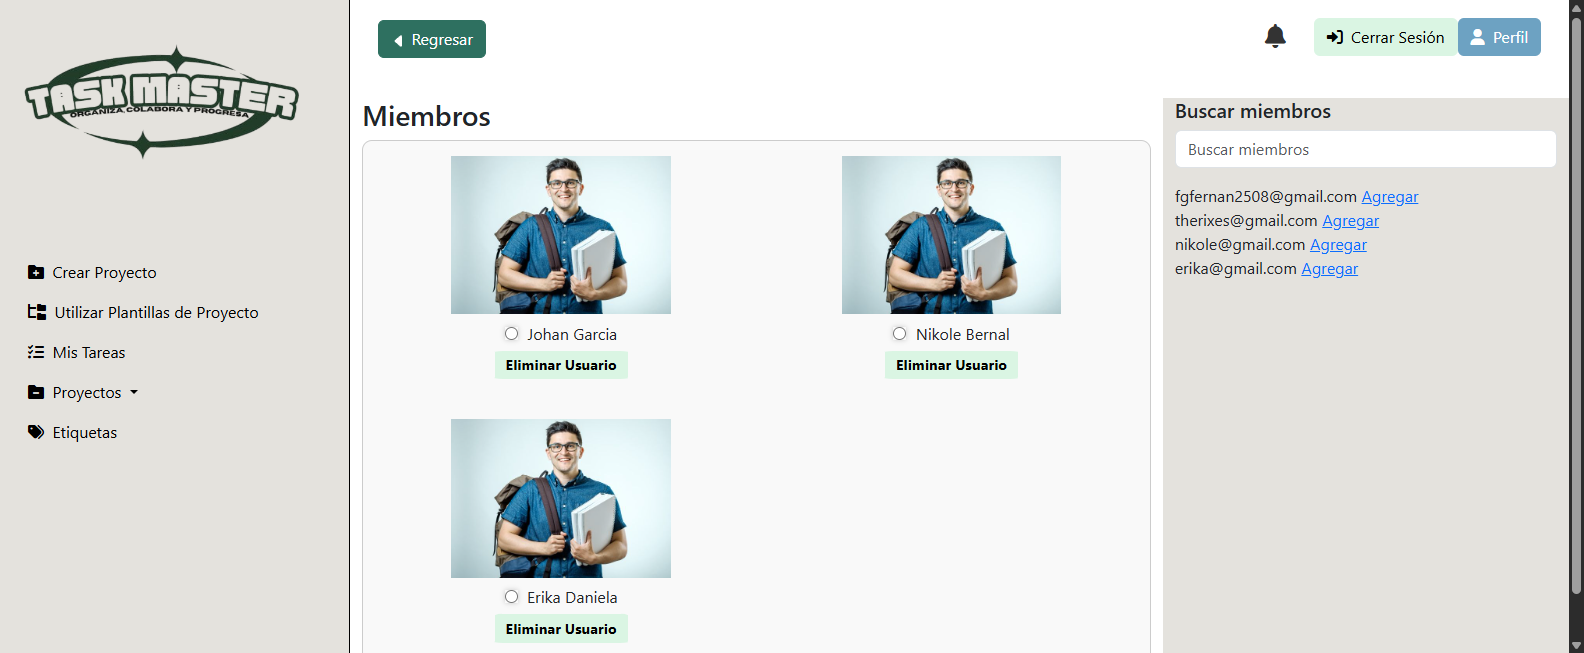 TASK MASTER
ORGANIZA, COLABORA Y PROGRESA
Crear Proyecto
Utilizar Plantillas de Proyecto
Mis Tareas
Proyectos
Etiquetas
Regresar
Cerrar Sesión
Perfil
Miembros
Johan Garcia
Eliminar Usuario
Nikole Bernal
Eliminar Usuario
Erika Daniela
Eliminar Usuario
Buscar miembros
Buscar miembros
fgfernan2508@gmail.com Agregar
therixes@gmail.com Agregar
nikole@gmail.com Agregar
erika@gmail.com Agregar